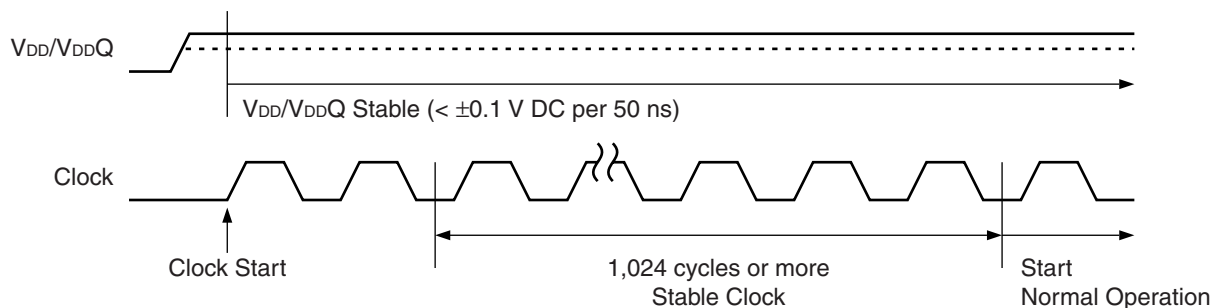 VDD/VDDQ
VDD/VDDQ Stable (< ±0.1 V DC per 50 ns)
Clock
Clock Start
1,024 cycles or more
Stable Clock
Start
Normal Operation